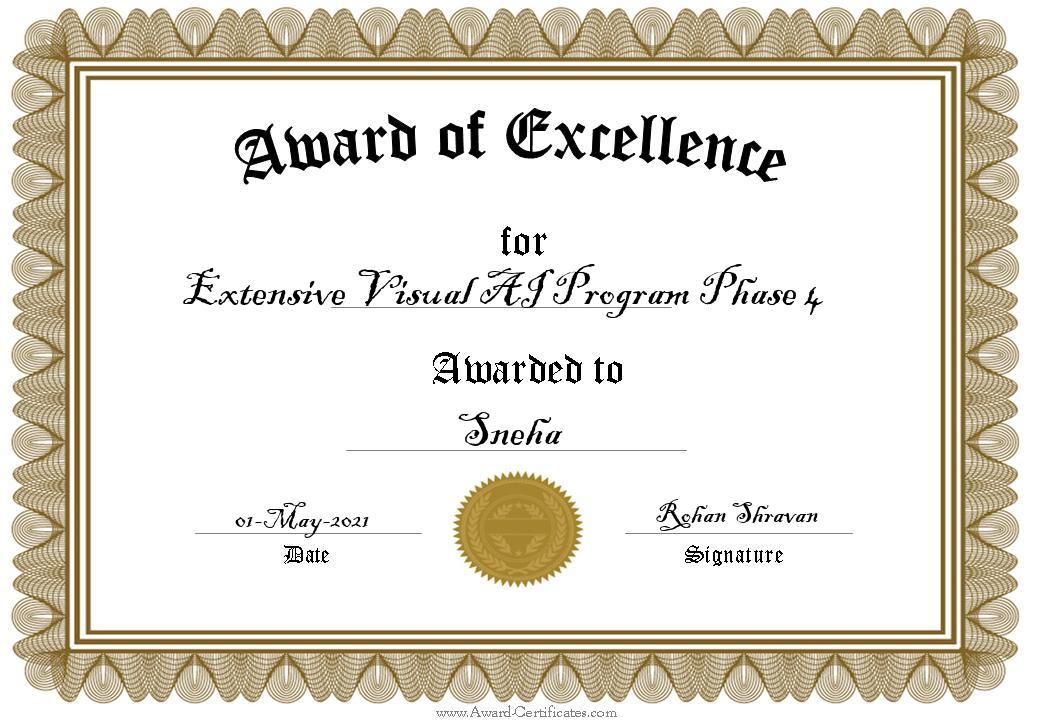 Award of Excellence
for
Extensive Visual AI Program Phase 4
Awarded to
Sneha
01-May-2021
Rohan Shravan
Date
Signature
www.Award-Certificates.com